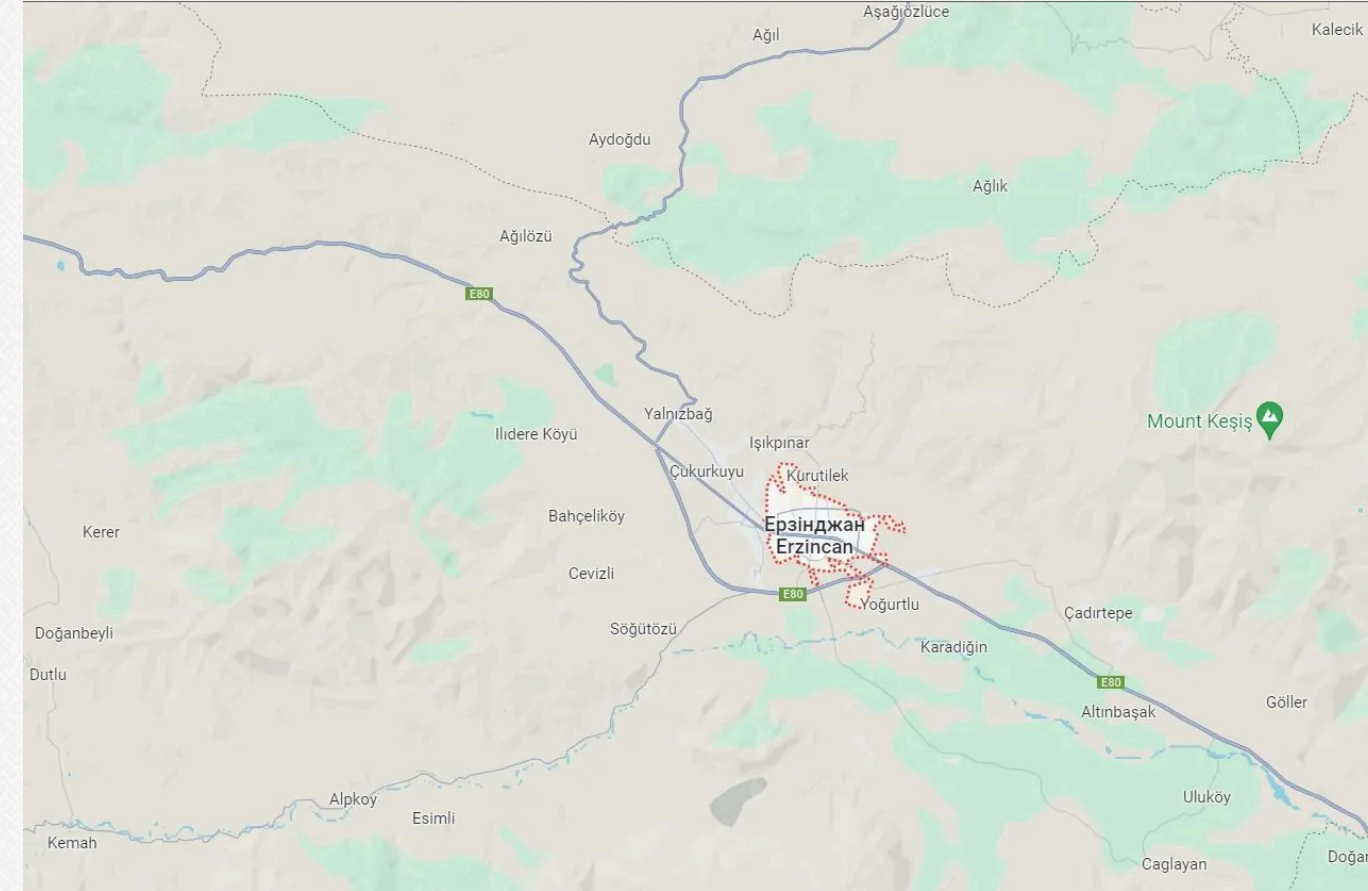 Aşağıözlüce
Kalecik
Ağıl
Aydoğdu
Ağlık
Ağılözü
E80
Yalnızbağ
Mount Keşiş
Ilıdere Köyü
Işıkpınar
Çukurkuyu
Kurutilek
Bahçeliköy
Ерзінджан
Erzincan
Kerer
Cevizli
E80
Yoğurtlu
Çadırtepe
Doğanbeyli
Söğütözü
Karadiğin
Dutlu
E80
Göller
Altınbaşak
Alpkoy
Uluköy
Esimli
Kemah
Doğan
Caglayan